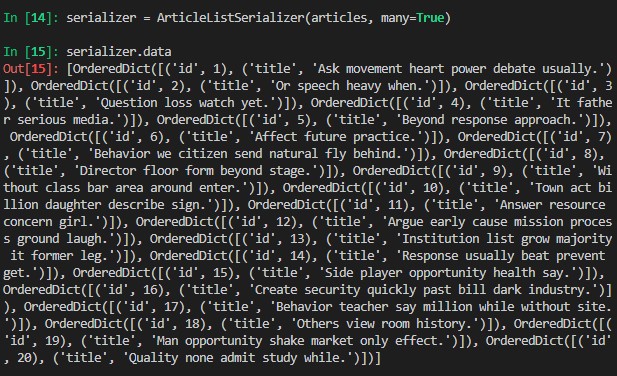 In [14]: serializer = ArticleListSerializer(articles, many=True)
In [15]: serializer.data
Out[15]: [OrderedDict([('id', 1), ('title', 'Ask movement heart power debate usually.')
]), OrderedDict([('id', 2), ('title', 'Or speech heavy when.')]), OrderedDict([('id', 3
), ('title', 'Question loss watch yet.')]), OrderedDict([('id', 4), ('title', 'It fathe
r serious media.')]), OrderedDict([('id', 5), ('title', 'Beyond response approach.')]),
 OrderedDict([('id', 6), ('title', 'Affect future practice.')]), OrderedDict([('id', 7)
, ('title', 'Behavior we citizen send natural fly behind.')]), OrderedDict([('id', 8),
('title', 'Director floor form beyond stage.')]), OrderedDict([('id', 9), ('title', 'Wi
thout class bar area around enter.')]), OrderedDict([('id', 10), ('title', 'Town act bi
llion daughter describe sign.')]), OrderedDict([('id', 11), ('title', 'Answer resource
concern girl.')]), OrderedDict([('id', 12), ('title', 'Argue early cause mission proces
s ground laugh.')]), OrderedDict([('id', 13), ('title', 'Institution list grow majority
 it former leg.')]), OrderedDict([('id', 14), ('title', 'Response usually beat prevent
get.')]), OrderedDict([('id', 15), ('title', 'Side player opportunity health say.')]),
OrderedDict([('id', 16), ('title', 'Create security quickly past bill dark industry.')]
), OrderedDict([('id', 17), ('title', 'Behavior teacher say million while without site.
')]), OrderedDict([('id', 18), ('title', 'Others view room history.')]), OrderedDict([(
'id', 19), ('title', 'Man opportunity shake market only effect.')]), OrderedDict([('id'
, 20), ('title', 'Quality none admit study while.')])]